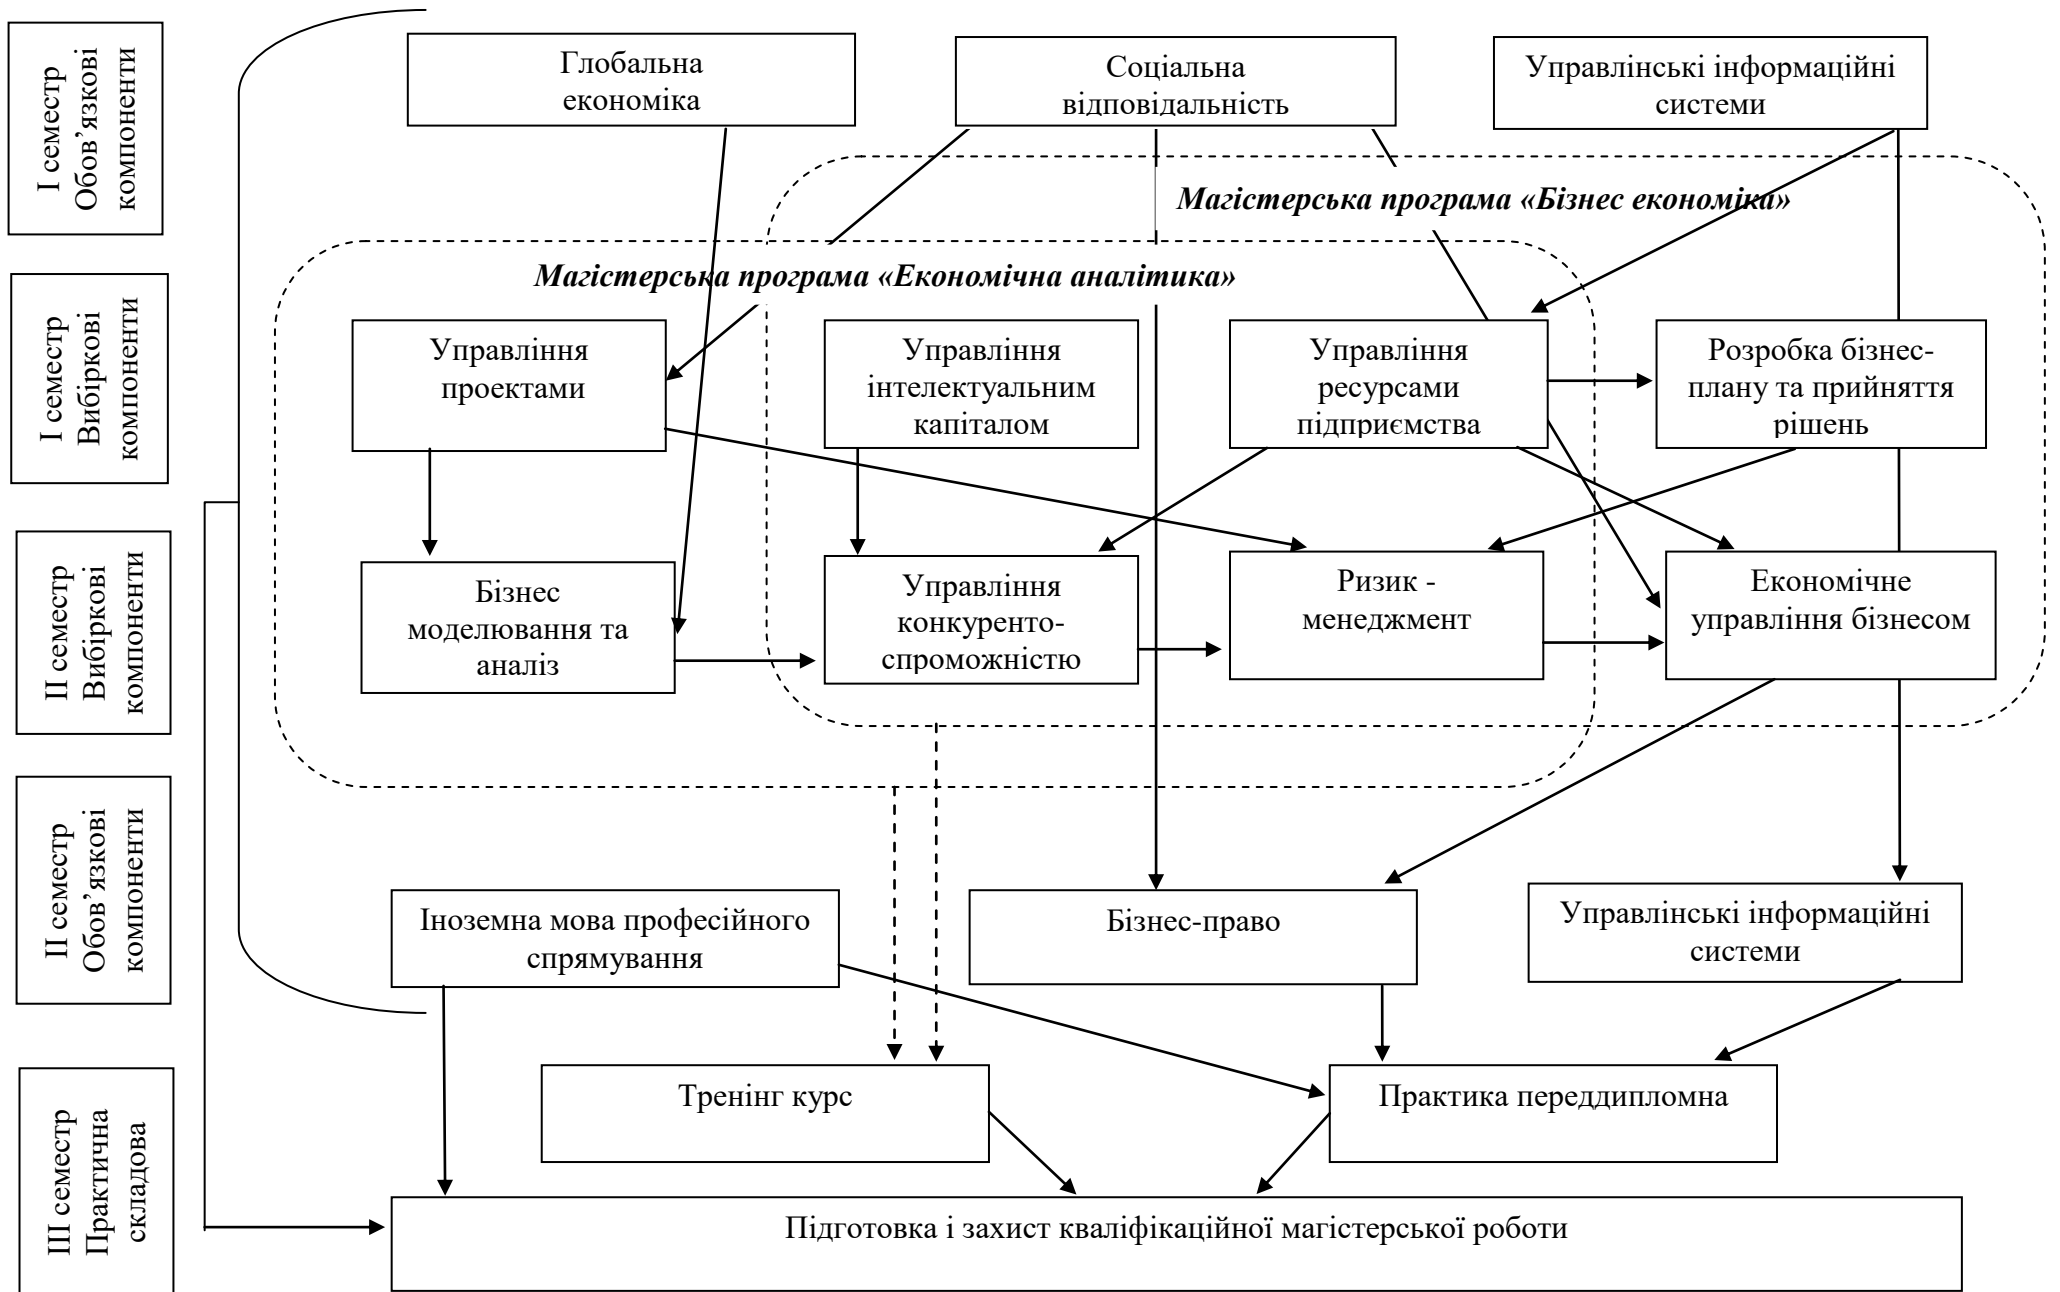 І семестр
Обов’язкові
компоненти
Глобальна
економіка
Соціальна
відповідальність
Управлінські інформаційні
системи
Магістерська програма «Бізнес економіка»
Магістерська програма «Економічна аналітика»
І семестр
Вибіркові
компоненти
Управління
проектами
Управління
інтелектуальним
капіталом
Управління
ресурсами
підприємства
Розробка бізнес-
плану та прийняття
рішень
ІІ семестр
Вибіркові
компоненти
Бізнес
моделювання та
аналіз
Управління
конкуренто-
спроможністю
Ризик -
менеджмент
Економічне
управління бізнесом
ІІ семестр
Обов’язкові
компоненти
Іноземна мова професійного
спрямування
Бізнес-право
Управлінські інформаційні
системи
ІІІ семестр
Практична
складова
Тренінг курс
Практика переддипломна
Підготовка і захист кваліфікаційної магістерської роботи